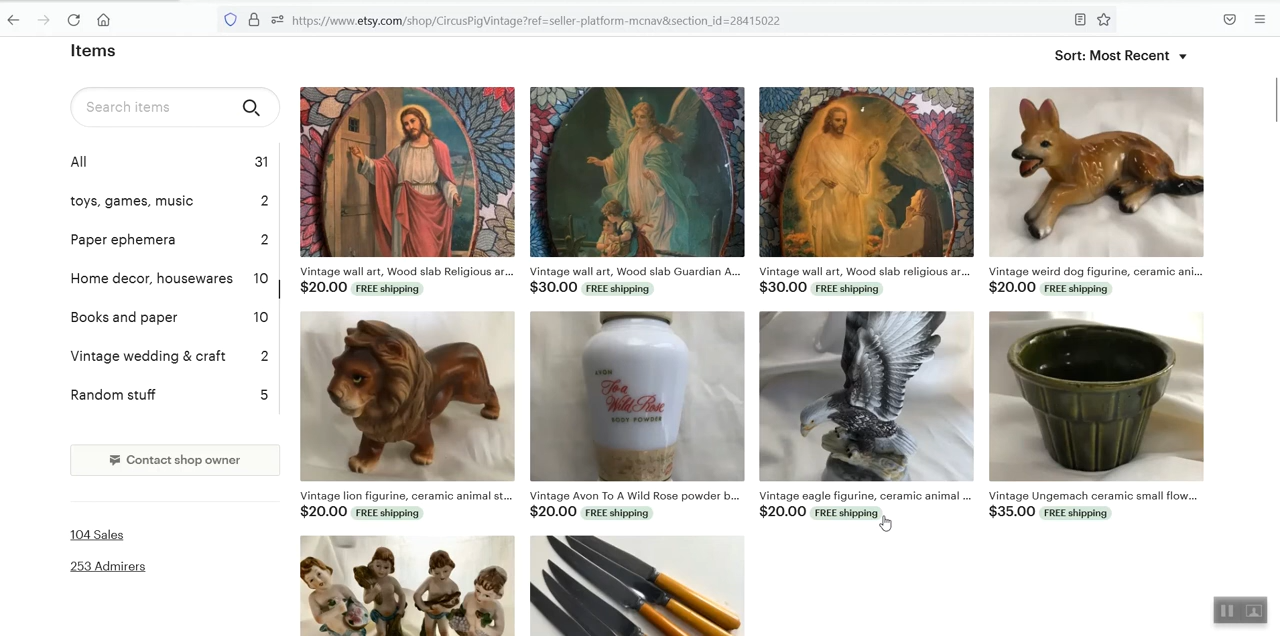 https://www.etsy.com/shop/CircusPigVintage?ref=seller-platform-mcnav&section_id=28415022
Items
Sort: Most Recent
Search items
All 31
toys, games, music 2
Paper ephemera 2
Home decor, housewares 10
Books and paper 10
Vintage wedding & craft 2
Random stuff 5
Contact shop owner
104 Sales
253 Admirers
Vintage wall art, Wood slab Religious ar...
$20.00 FREE shipping
Vintage wall art, Wood slab Guardian A...
$30.00 FREE shipping
Vintage wall art, Wood slab religious ar...
$30.00 FREE shipping
Vintage weird dog figurine, ceramic ani...
$20.00 FREE shipping
AVON
To a
Wild Rose
BODY POWDER
Vintage lion figurine, ceramic animal st...
$20.00 FREE shipping
Vintage Avon To A Wild Rose powder b...
$20.00 FREE shipping
Vintage eagle figurine, ceramic animal ...
$20.00 FREE shipping
Vintage Ungemach ceramic small flow...
$35.00 FREE shipping